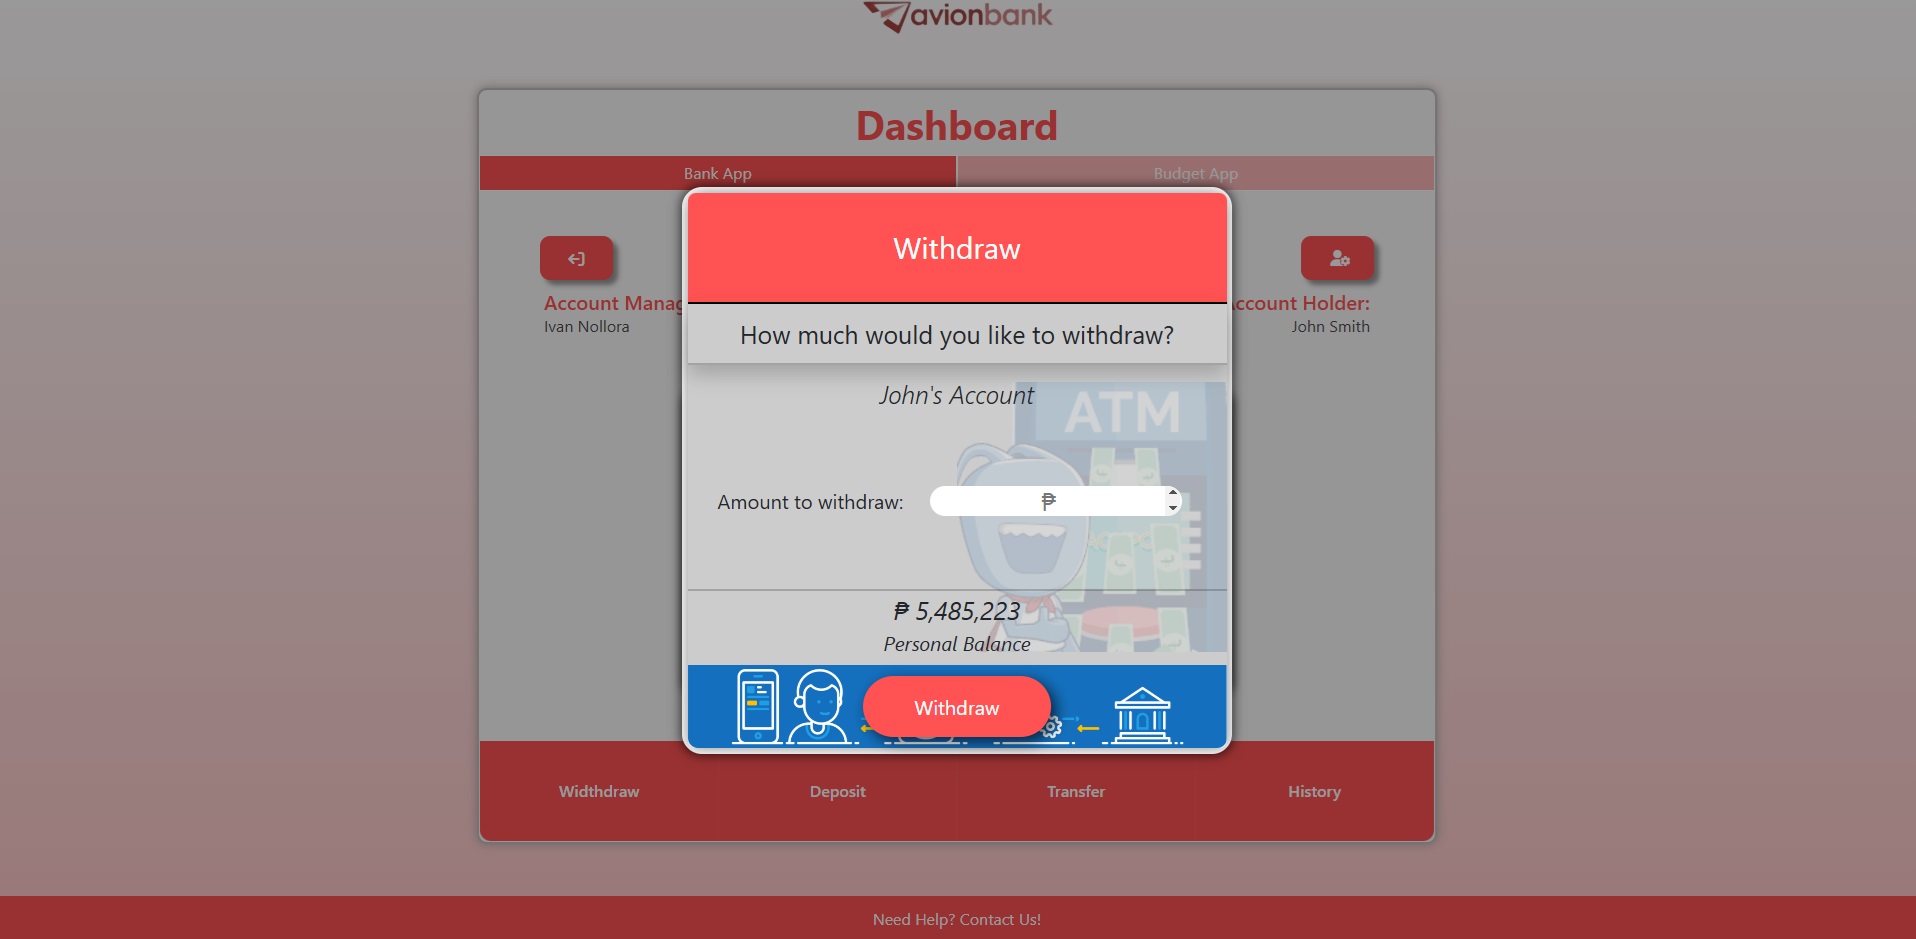 avionbank
Dashboard
Bank App
Budget App
Account Manag
Ivan Nollora
ccount Holder:
John Smith
Withdraw
How much would you like to withdraw?
John's Account
ATM
Amount to withdraw:
₱
₱ 5,485,223
Personal Balance
Withdraw
Widthdraw
Deposit
Transfer
History
Need Help? Contact Us!